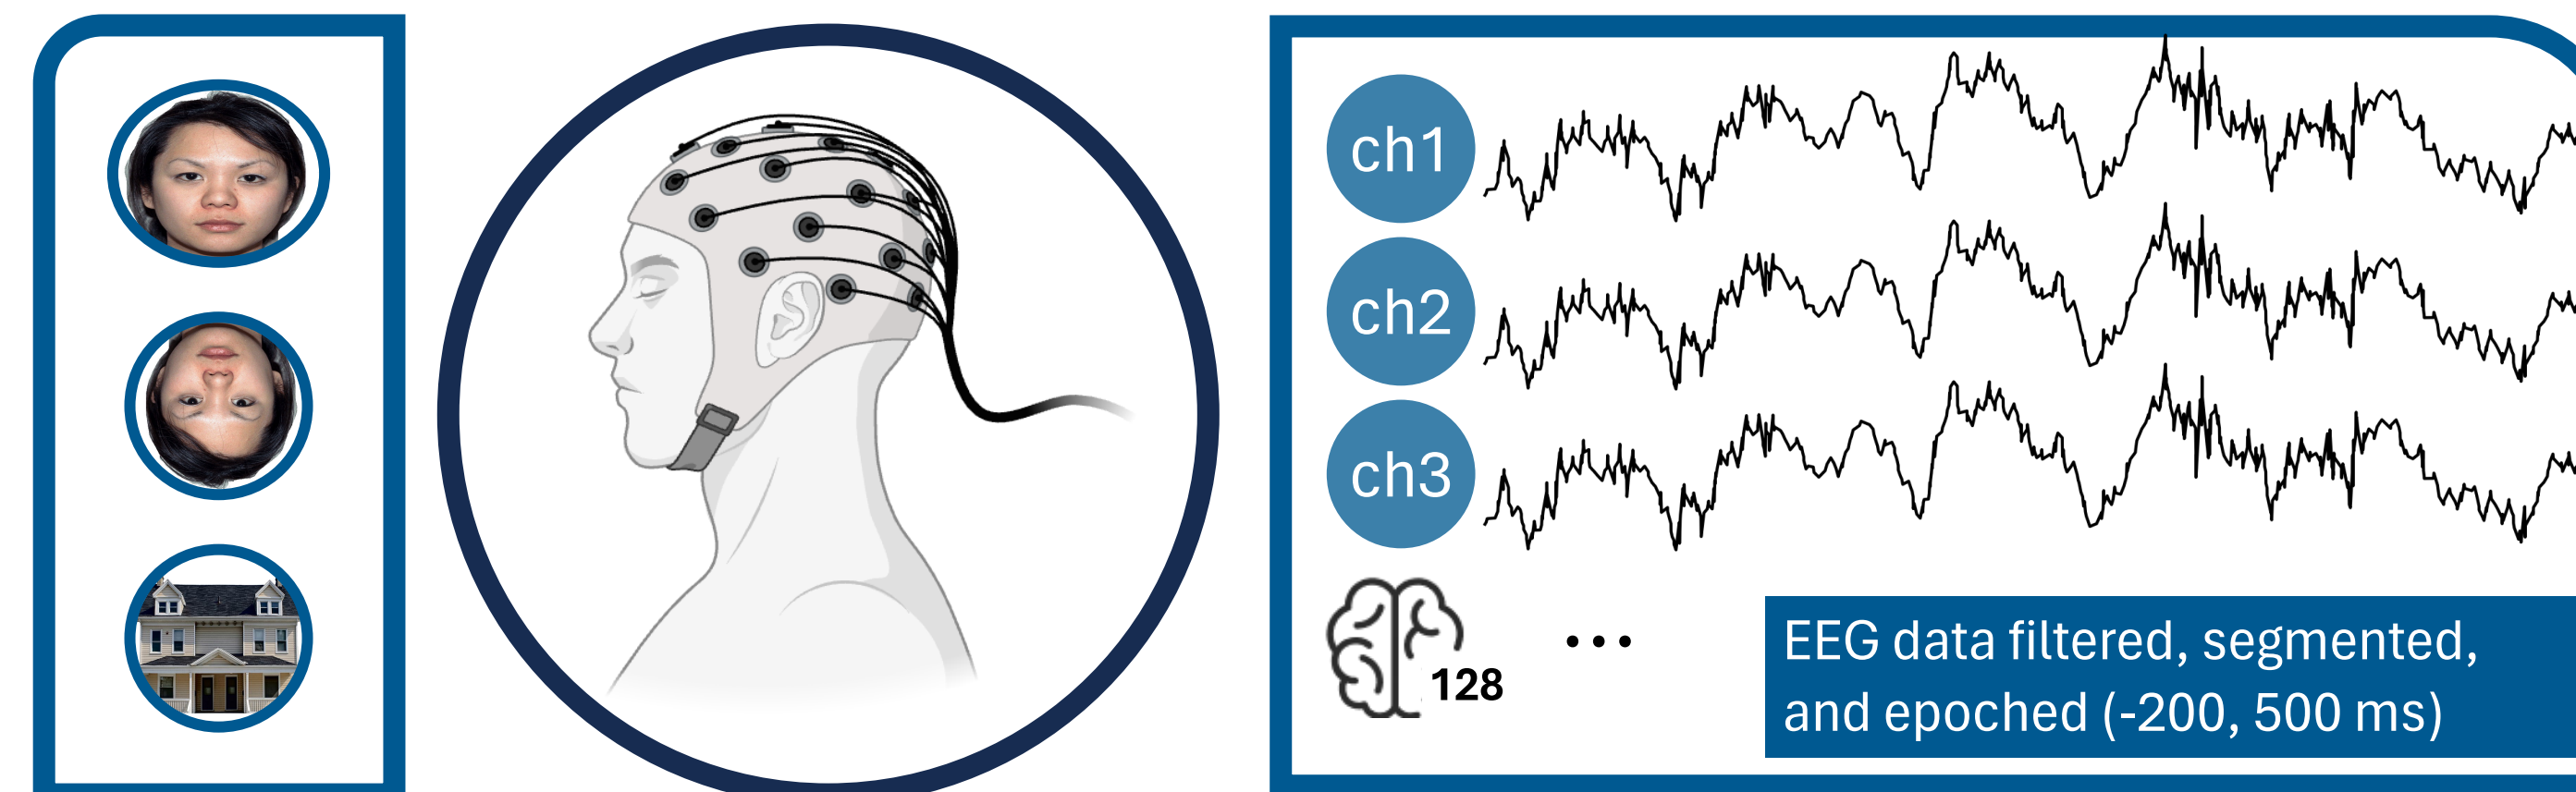 ch1
ch2
ch3
128
...
EEG data filtered, segmented,
and epoched (-200, 500 ms)